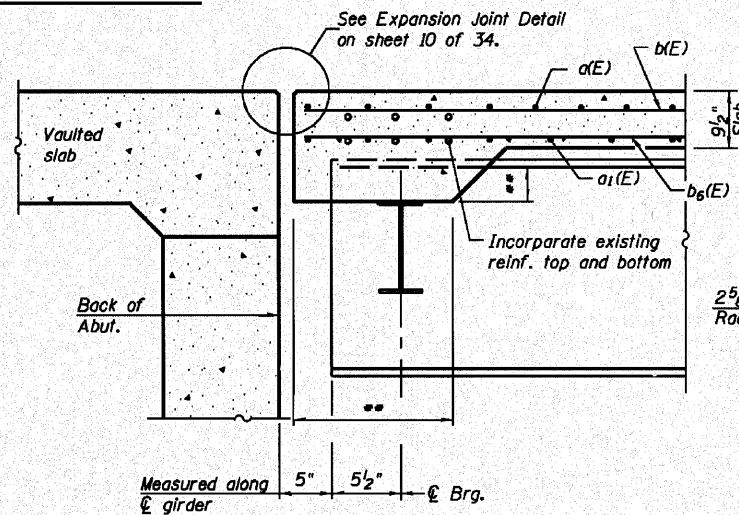 See Expansion Joint Detail
on sheet 10 of 34.
a(E)
b(E)
9½"
Slab
Vaulted
slab
**
a₁(E)
b₆(E)
Incorparate existing
reinf. top and bottom
Back of
Abut.
**
Measured along
℄ girder
5"
5½"
℄ Brg.